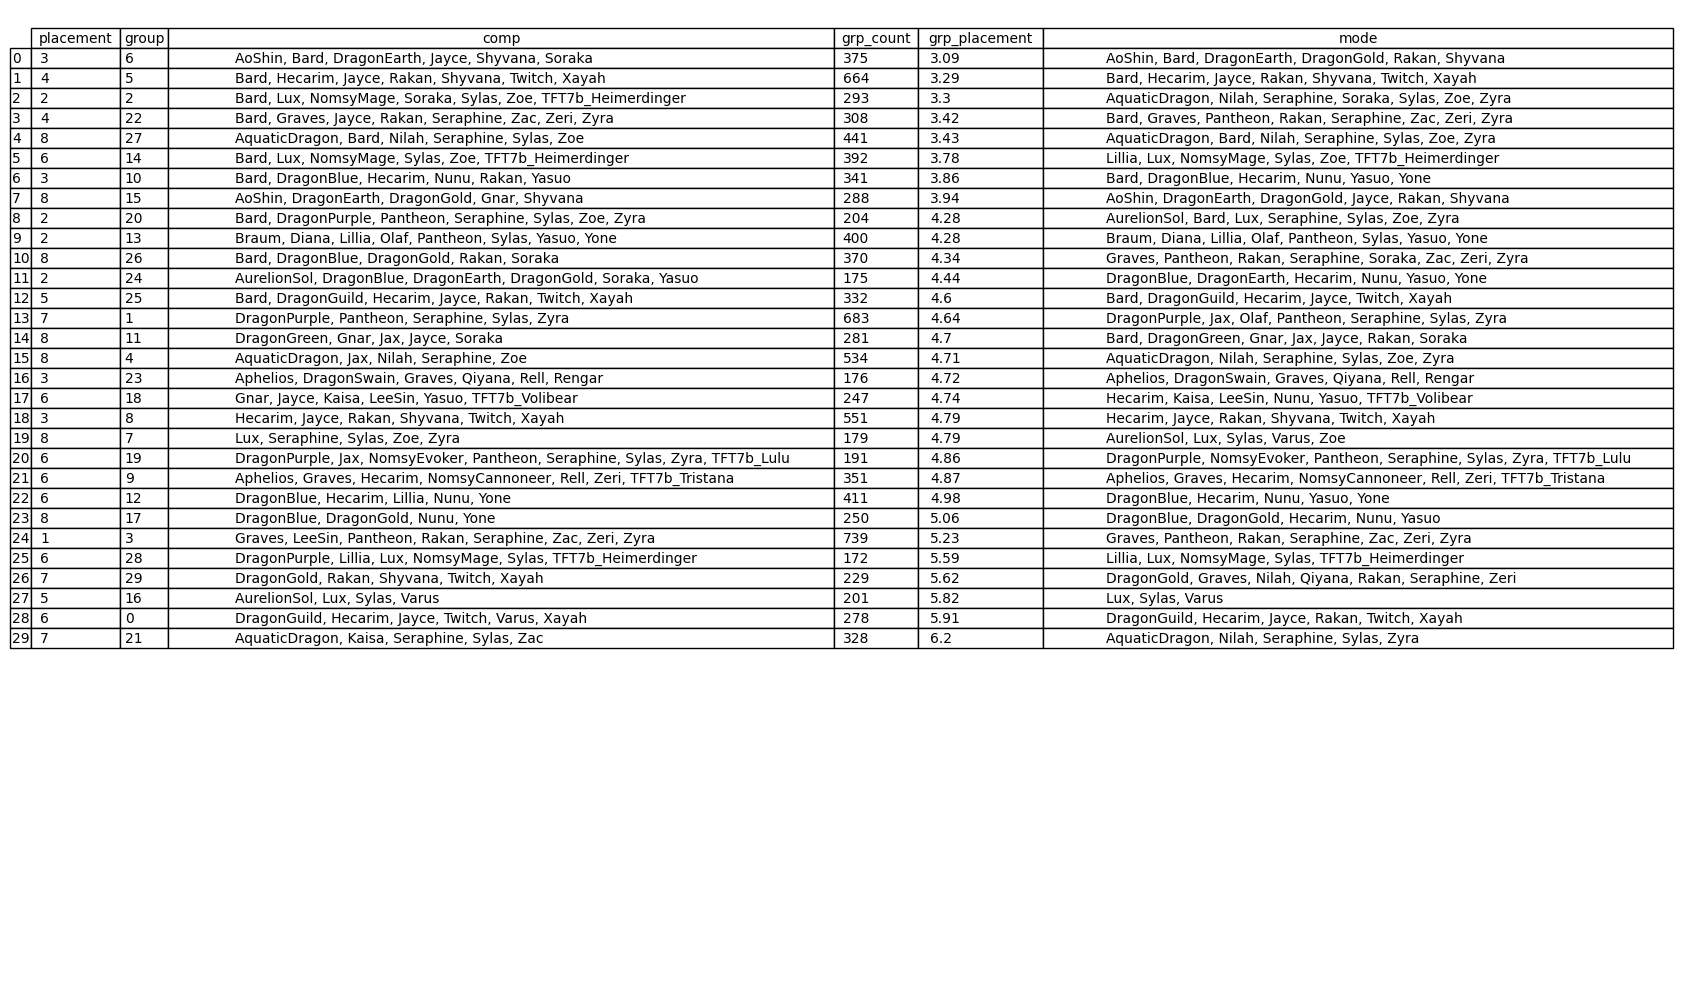 placement group comp grp_count grp_placement mode
0 3 6 AoShin, Bard, DragonEarth, Jayce, Shyvana, Soraka 375 3.09 AoShin, Bard, DragonEarth, DragonGold, Rakan, Shyvana
1 4 5 Bard, Hecarim, Jayce, Rakan, Shyvana, Twitch, Xayah 664 3.29 Bard, Hecarim, Jayce, Rakan, Shyvana, Twitch, Xayah
2 2 2 Bard, Lux, NomsyMage, Soraka, Sylas, Zoe, TFT7b_Heimerdinger 293 3.3 AquaticDragon, Nilah, Seraphine, Soraka, Sylas, Zoe, Zyra
3 4 22 Bard, Graves, Jayce, Rakan, Seraphine, Zac, Zeri, Zyra 308 3.42 Bard, Graves, Pantheon, Rakan, Seraphine, Zac, Zeri, Zyra
4 8 27 AquaticDragon, Bard, Nilah, Seraphine, Sylas, Zoe 441 3.43 AquaticDragon, Bard, Nilah, Seraphine, Sylas, Zoe, Zyra
5 6 14 Bard, Lux, NomsyMage, Sylas, Zoe, TFT7b_Heimerdinger 392 3.78 Lillia, Lux, NomsyMage, Sylas, Zoe, TFT7b_Heimerdinger
6 3 10 Bard, DragonBlue, Hecarim, Nunu, Rakan, Yasuo 341 3.86 Bard, DragonBlue, Hecarim, Nunu, Yasuo, Yone
7 8 15 AoShin, DragonEarth, DragonGold, Gnar, Shyvana 288 3.94 AoShin, DragonEarth, DragonGold, Jayce, Rakan, Shyvana
8 2 20 Bard, DragonPurple, Pantheon, Seraphine, Sylas, Zoe, Zyra 204 4.28 AurelionSol, Bard, Lux, Seraphine, Sylas, Zoe, Zyra
9 2 13 Braum, Diana, Lillia, Olaf, Pantheon, Sylas, Yasuo, Yone 400 4.28 Braum, Diana, Lillia, Olaf, Pantheon, Sylas, Yasuo, Yone
10 8 26 Bard, DragonBlue, DragonGold, Rakan, Soraka 370 4.34 Graves, Pantheon, Rakan, Seraphine, Soraka, Zac, Zeri, Zyra
11 2 24 AurelionSol, DragonBlue, DragonEarth, DragonGold, Soraka, Yasuo 175 4.44 DragonBlue, DragonEarth, Hecarim, Nunu, Yasuo, Yone
12 5 25 Bard, DragonGuild, Hecarim, Jayce, Rakan, Twitch, Xayah 332 4.6 Bard, DragonGuild, Hecarim, Jayce, Twitch, Xayah
13 7 1 DragonPurple, Pantheon, Seraphine, Sylas, Zyra 683 4.64 DragonPurple, Jax, Olaf, Pantheon, Seraphine, Sylas, Zyra
14 8 11 DragonGreen, Gnar, Jax, Jayce, Soraka 281 4.7 Bard, DragonGreen, Gnar, Jax, Jayce, Rakan, Soraka
15 8 4 AquaticDragon, Jax, Nilah, Seraphine, Zoe 534 4.71 AquaticDragon, Nilah, Seraphine, Sylas, Zoe, Zyra
16 3 23 Aphelios, DragonSwain, Graves, Qiyana, Rell, Rengar 176 4.72 Aphelios, DragonSwain, Graves, Qiyana, Rell, Rengar
17 6 18 Gnar, Jayce, Kaisa, LeeSin, Yasuo, TFT7b_Volibear 247 4.74 Hecarim, Kaisa, LeeSin, Nunu, Yasuo, TFT7b_Volibear
18 3 8 Hecarim, Jayce, Rakan, Shyvana, Twitch, Xayah 551 4.79 Hecarim, Jayce, Rakan, Shyvana, Twitch, Xayah
19 8 7 Lux, Seraphine, Sylas, Zoe, Zyra 179 4.79 AurelionSol, Lux, Sylas, Varus, Zoe
20 6 19 DragonPurple, Jax, NomsyEvoker, Pantheon, Seraphine, Sylas, Zyra, TFT7b_Lulu 191 4.86 DragonPurple, NomsyEvoker, Pantheon, Seraphine, Sylas, Zyra, TFT7b_Lulu
21 6 9 Aphelios, Graves, Hecarim, NomsyCannoneer, Rell, Zeri, TFT7b_Tristana 351 4.87 Aphelios, Graves, Hecarim, NomsyCannoneer, Rell, Zeri, TFT7b_Tristana
22 6 12 DragonBlue, Hecarim, Lillia, Nunu, Yone 411 4.98 DragonBlue, Hecarim, Nunu, Yasuo, Yone
23 8 17 DragonBlue, DragonGold, Nunu, Yone 250 5.06 DragonBlue, DragonGold, Hecarim, Nunu, Yasuo
24 1 3 Graves, LeeSin, Pantheon, Rakan, Seraphine, Zac, Zeri, Zyra 739 5.23 Graves, Pantheon, Rakan, Seraphine, Zac, Zeri, Zyra
25 6 28 DragonPurple, Lillia, Lux, NomsyMage, Sylas, TFT7b_Heimerdinger 172 5.59 Lillia, Lux, NomsyMage, Sylas, TFT7b_Heimerdinger
26 7 29 DragonGold, Rakan, Shyvana, Twitch, Xayah 229 5.62 DragonGold, Graves, Nilah, Qiyana, Rakan, Seraphine, Zeri
27 5 16 AurelionSol, Lux, Sylas, Varus 201 5.82 Lux, Sylas, Varus
28 6 0 DragonGuild, Hecarim, Jayce, Twitch, Varus, Xayah 278 5.91 DragonGuild, Hecarim, Jayce, Rakan, Twitch, Xayah
29 7 21 AquaticDragon, Kaisa, Seraphine, Sylas, Zac 328 6.2 AquaticDragon, Nilah, Seraphine, Sylas, Zyra